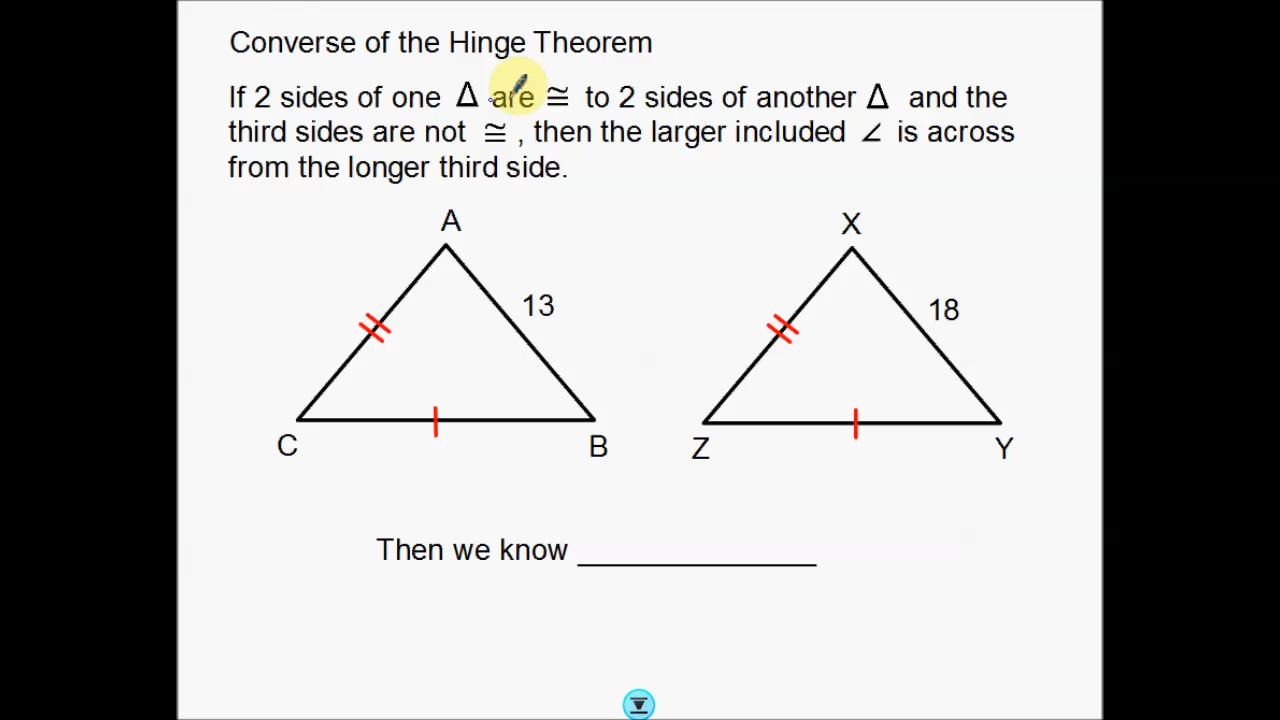 Converse of the Hinge Theorem
If 2 sides of one Δ are ≅ to 2 sides of another Δ and the
third sides are not ≅ , then the larger included ∠ is across
from the longer third side.
A
X
13
18
C
B
Z
Y
Then we know ______________